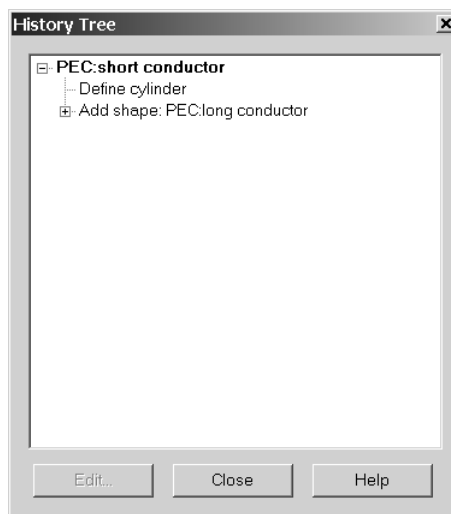 History Tree
PEC:short conductor
Define cylinder
Add shape: PEC:long conductor
Edit...
Close
Help